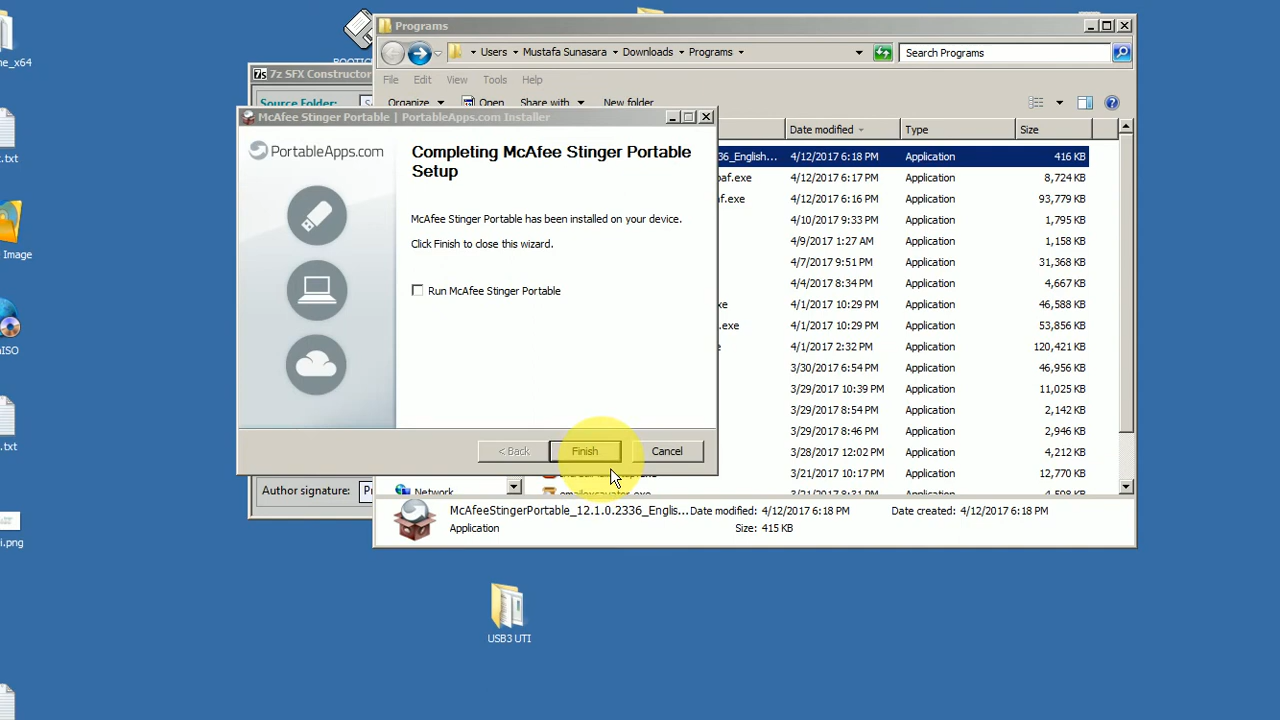 Programs
Users ▸ Mustafa Sunasara ▸ Downloads ▸ Programs
Search Programs
File Edit View Tools Help
Organize Open Share with New folder
7z SFX Constructor
Source Folder:
Author signature:
McAfee Stinger Portable | PortableApps.com Installer
PortableApps.com
Completing McAfee Stinger Portable
Setup
McAfee Stinger Portable has been installed on your device.
Click Finish to close this wizard.
Run McAfee Stinger Portable
< Back Finish Cancel
Date modified Type Size
36_English... 4/12/2017 6:18 PM Application 416 KB
paf.exe 4/12/2017 6:17 PM Application 8,724 KB
af.exe 4/12/2017 6:16 PM Application 93,779 KB
4/10/2017 9:33 PM Application 1,795 KB
4/9/2017 1:27 AM Application 1,158 KB
4/7/2017 9:51 PM Application 31,368 KB
4/4/2017 8:34 PM Application 4,667 KB
xe 4/1/2017 10:29 PM Application 46,588 KB
.exe 4/1/2017 10:29 PM Application 53,856 KB
e 4/1/2017 2:32 PM Application 120,421 KB
3/30/2017 6:54 PM Application 46,956 KB
3/29/2017 10:39 PM Application 11,025 KB
3/29/2017 8:54 PM Application 2,142 KB
3/29/2017 8:46 PM Application 2,946 KB
3/28/2017 12:02 PM Application 4,212 KB
3/21/2017 10:17 PM Application 12,770 KB
emailexcavator.exe 3/21/2017 9:49 PM Application 4,598 KB
Network
McAfeeStingerPortable_12.1.0.2336_Englis... Date modified: 4/12/2017 6:18 PM Date created: 4/12/2017 6:18 PM
Application Size: 415 KB
USB3 UTI
ne_x64
t.txt
Image
aISO
.txt
i.png